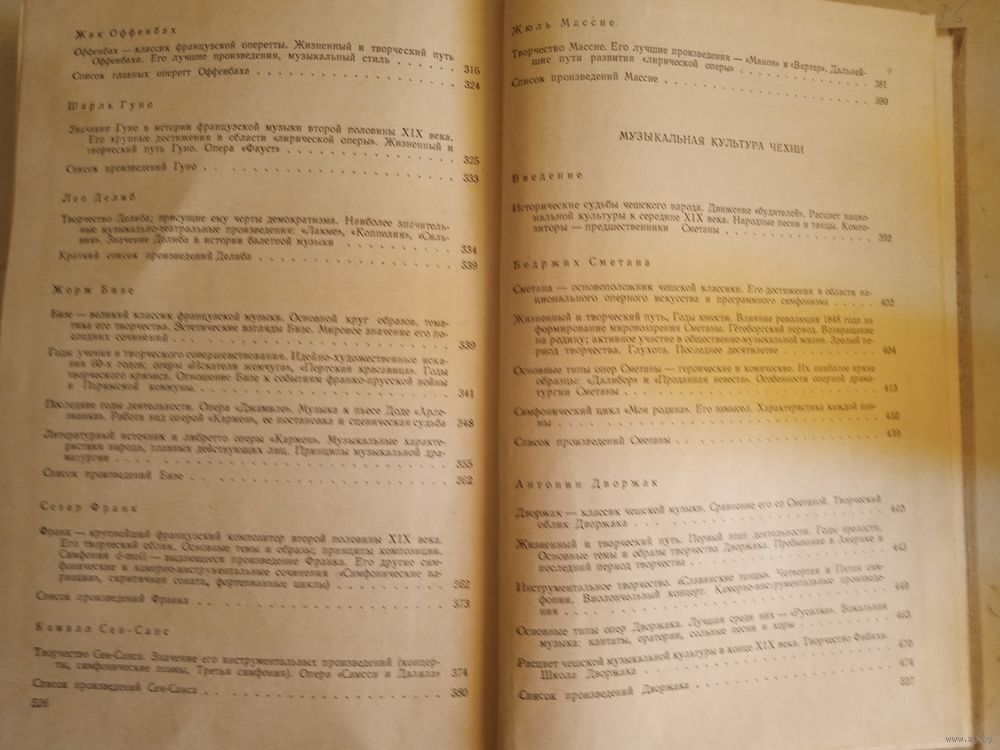 Жак Оффенбах
Оффенбах — классик французской оперетты. Жизненный и творческий путь
Оффенбаха. Его лучшие произведения, музыкальный стиль . . . . . 316
Список главных оперетт Оффенбаха . . . . . . . . . . . . . 324
Шарль Гуно
Значение Гуно в истории французской музыки второй половины XIX века.
Его крупные достижения в области «лирической оперы». Жизненный и
творческий путь Гуно. Опера «Фауст» . . . . . . . . . . . . 325
Список произведений Гуно . . . . . . . . . . . . . . . . 333
Лео Делиб
Творчество Делиба; присущие ему черты демократизма. Наиболее значитель-
ные музыкально-театральные произведения: «Лакме», «Коппелия», «Силь-
вия». Значение Делиба в истории балетной музыки . . . . . . . . 334
Краткий список произведений Делиба . . . . . . . . . . . . 339
Жорж Бизе
Бизе — великий классик французской музыки. Основной круг образов, тема-
тика его творчества. Эстетические взгляды Бизе. Мировое значение его по-
следних сочинений . . . . . . . . . . . . . . . . . . 339
Годы учения и творческого совершенствования. Идейно-художественные иска-
ния 60-х годов: оперы «Искатели жемчуга», «Пертская красавица». Годы
творческого кризиса. Отношение Бизе к событиям франко-прусской войны
и Парижской коммуны . . . . . . . . . . . . . . . . . 341
Последние годы деятельности. Опера «Джамиле». Музыка к пьесе Доде «Арле-
зианка». Работа над оперой «Кармен», ее постановка и сценическая судьба 348
Литературный источник и либретто оперы «Кармен». Музыкальные характе-
ристики народа, главных действующих лиц. Принципы музыкальной дра-
матургии . . . . . . . . . . . . . . . . . . . . . 355
Список произведений Бизе . . . . . . . . . . . . . . . . 362
Сезар Франк
Франк — крупнейший французский композитор второй половины XIX века.
Его творческий облик. Основные темы и образы; принципы композиции.
Симфония d-moll — выдающееся произведение Франка. Его другие сим-
фонические и камерно-инструментальные сочинения («Симфонические ва-
риации», скрипичная соната, фортепианные циклы) . . . . . . . . 362
Список произведений Франка . . . . . . . . . . . . . . . 373
Камилл Сен-Санс
Творчество Сен-Санса. Значение его инструментальных произведений (концер-
ты, симфонические поэмы, Третья симфония). Опера «Самсон и Далила» 374
Список произведений Сен-Санса . . . . . . . . . . . . . . 380
526
Жюль Массне
Творчество Массне. Его лучшие произведения — «Манон» и «Вертер». Дальней-
шие пути развития «лирической оперы» . . . . . . . . . . . . 381
Список произведений Массне . . . . . . . . . . . . . . . 390
МУЗЫКАЛЬНАЯ КУЛЬТУРА ЧЕХИИ
Введение
Исторические судьбы чешского народа. Движение «будителей». Расцвет нацио-
нальной культуры к середине XIX века. Народные песни и танцы. Компо-
зиторы — предшественники Сметаны . . . . . . . . . . . . . 392
Бедржих Сметана
Сметана — основоположник чешской классики. Его достижения в области на-
ционального оперного искусства и программного симфонизма . . . . 402
Жизненный и творческий путь. Годы юности. Влияние революции 1848 года на
формирование мировоззрения Сметаны. Гётеборгский период. Возвращение
на родину; активное участие в общественно-музыкальной жизни. Зрелый пе-
риод творчества. Глухота. Последнее десятилетие . . . . . . . . 404
Основные типы опер Сметаны — героические и комические. Их наиболее яркие
образцы: «Далибор» и «Проданная невеста». Особенности оперной драма-
тургии Сметаны . . . . . . . . . . . . . . . . . . . 413
Симфонический цикл «Моя родина». Его замысел. Характеристика каждой поэ-
мы . . . . . . . . . . . . . . . . . . . . . . . 432
Список произведений Сметаны . . . . . . . . . . . . . . . 439
Антонин Дворжак
Дворжак — классик чешской музыки. Сравнение его со Сметаной. Творческий
облик Дворжака . . . . . . . . . . . . . . . . . . . 440
Жизненный и творческий путь. Первый этап деятельности. Годы зрелости.
Основные темы и образы творчества Дворжака. Пребывание в Америке и
последний период творчества . . . . . . . . . . . . . . . 443
Инструментальное творчество. «Славянские танцы». Четвертая и Пятая сим-
фонии. Виолончельный концерт. Камерно-инструментальные произведе-
ния . . . . . . . . . . . . . . . . . . . . . . . 449
Основные типы опер Дворжака. Лучшая среди них — «Русалка». Вокальная
музыка: кантаты, оратории, сольные песни и хоры . . . . . . . . 463
Расцвет чешской музыкальной культуры в конце XIX века. Творчество Фибиха.
Школа Дворжака . . . . . . . . . . . . . . . . . . . 470
Список произведений Дворжака . . . . . . . . . . . . . . 474
527